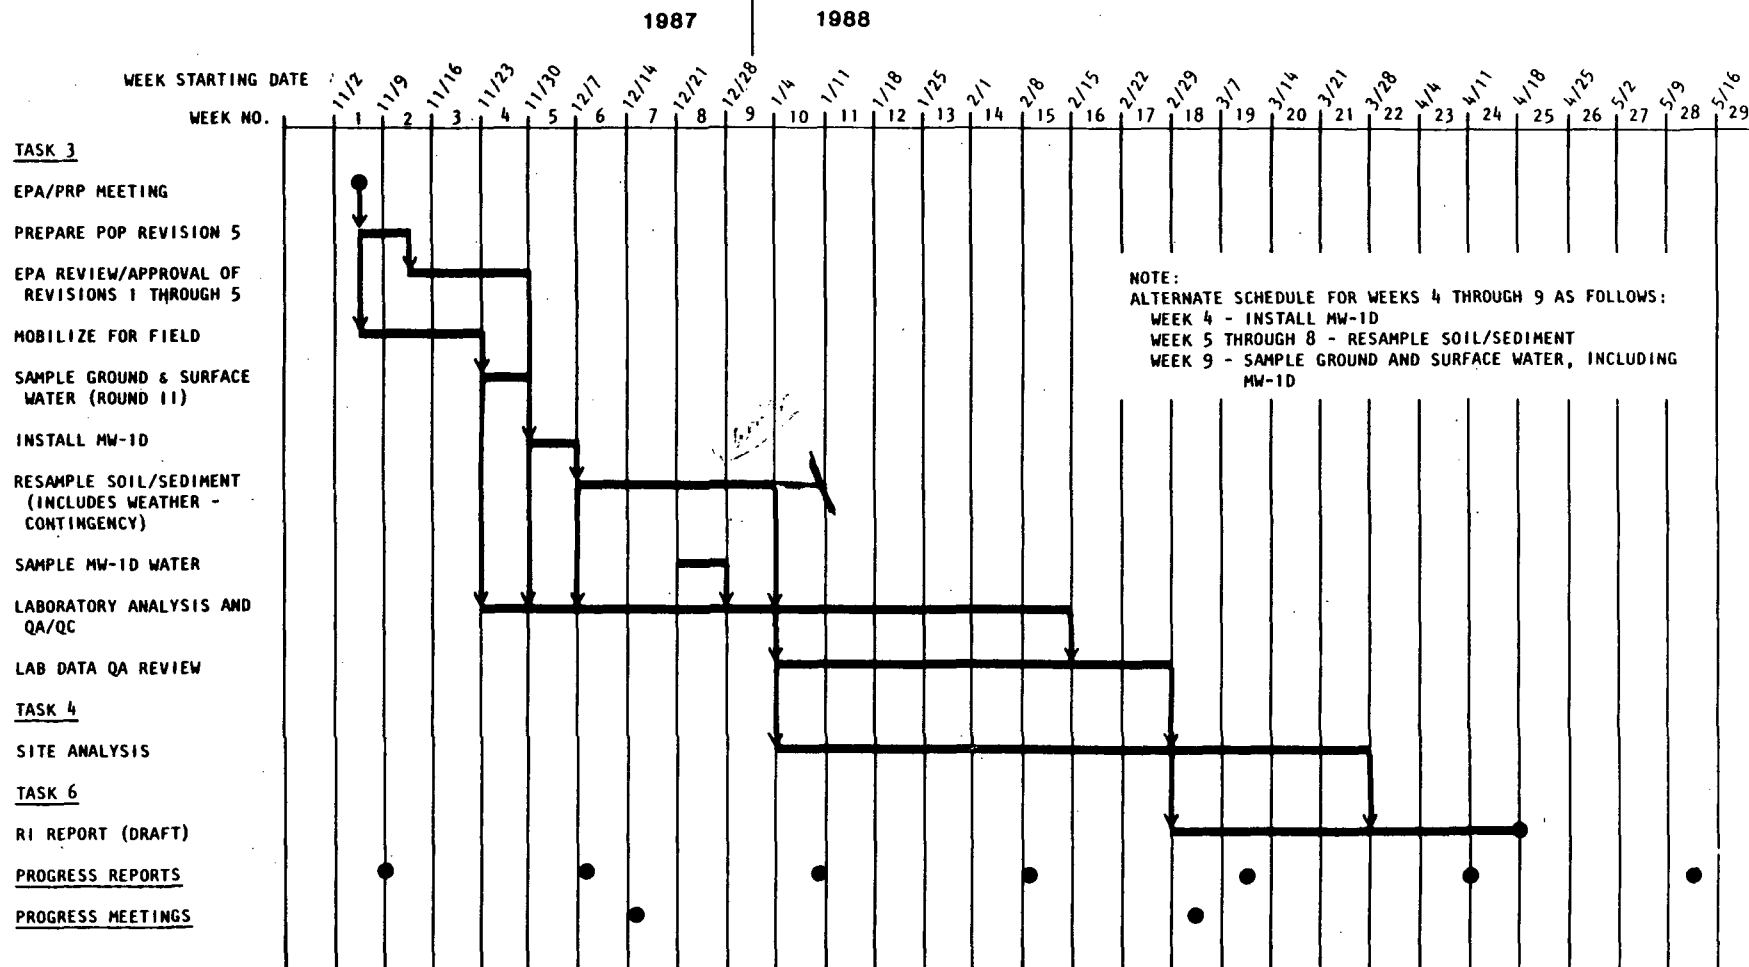 1987 1988
WEEK STARTING DATE 11/2 11/9 11/16 11/23 11/30 12/7 12/14 12/21 12/28 1/4 1/11 1/18 1/25 2/1 2/8 2/15 2/22 2/29 3/7 3/14 3/21 3/28 4/4 4/11 4/18 4/25 5/2 5/9 5/16
WEEK NO. 1 2 3 4 5 6 7 8 9 10 11 12 13 14 15 16 17 18 19 20 21 22 23 24 25 26 27 28 29
TASK 3
EPA/PRP MEETING
PREPARE POP REVISION 5
EPA REVIEW/APPROVAL OF
REVISIONS 1 THROUGH 5
MOBILIZE FOR FIELD
SAMPLE GROUND & SURFACE
WATER (ROUND II)
INSTALL MW-1D
RESAMPLE SOIL/SEDIMENT
(INCLUDES WEATHER -
CONTINGENCY)
SAMPLE MW-1D WATER
LABORATORY ANALYSIS AND
QA/QC
LAB DATA QA REVIEW
TASK 4
SITE ANALYSIS
TASK 6
RI REPORT (DRAFT)
PROGRESS REPORTS
PROGRESS MEETINGS
NOTE:
ALTERNATE SCHEDULE FOR WEEKS 4 THROUGH 9 AS FOLLOWS:
WEEK 4 - INSTALL MW-1D
WEEK 5 THROUGH 8 - RESAMPLE SOIL/SEDIMENT
WEEK 9 - SAMPLE GROUND AND SURFACE WATER, INCLUDING
MW-1D